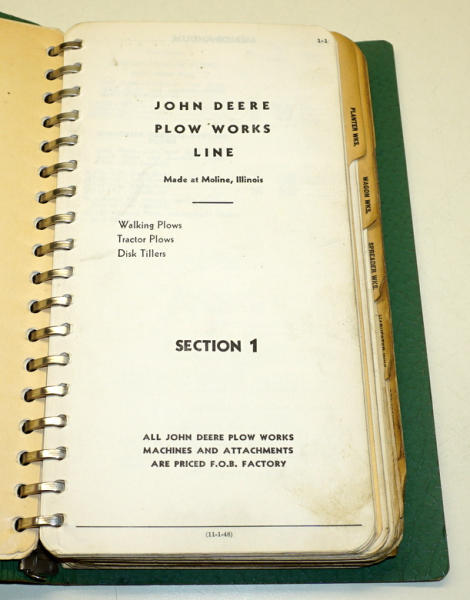 1-1
JOHN DEERE
PLOW WORKS
LINE
Made at Moline, Illinois
Walking Plows
Tractor Plows
Disk Tillers
SECTION 1
ALL JOHN DEERE PLOW WORKS
MACHINES AND ATTACHMENTS
ARE PRICED F.O.B. FACTORY
(11-1-48)
PLANTER WKS.
WAGON WKS.
SPREADER WKS.